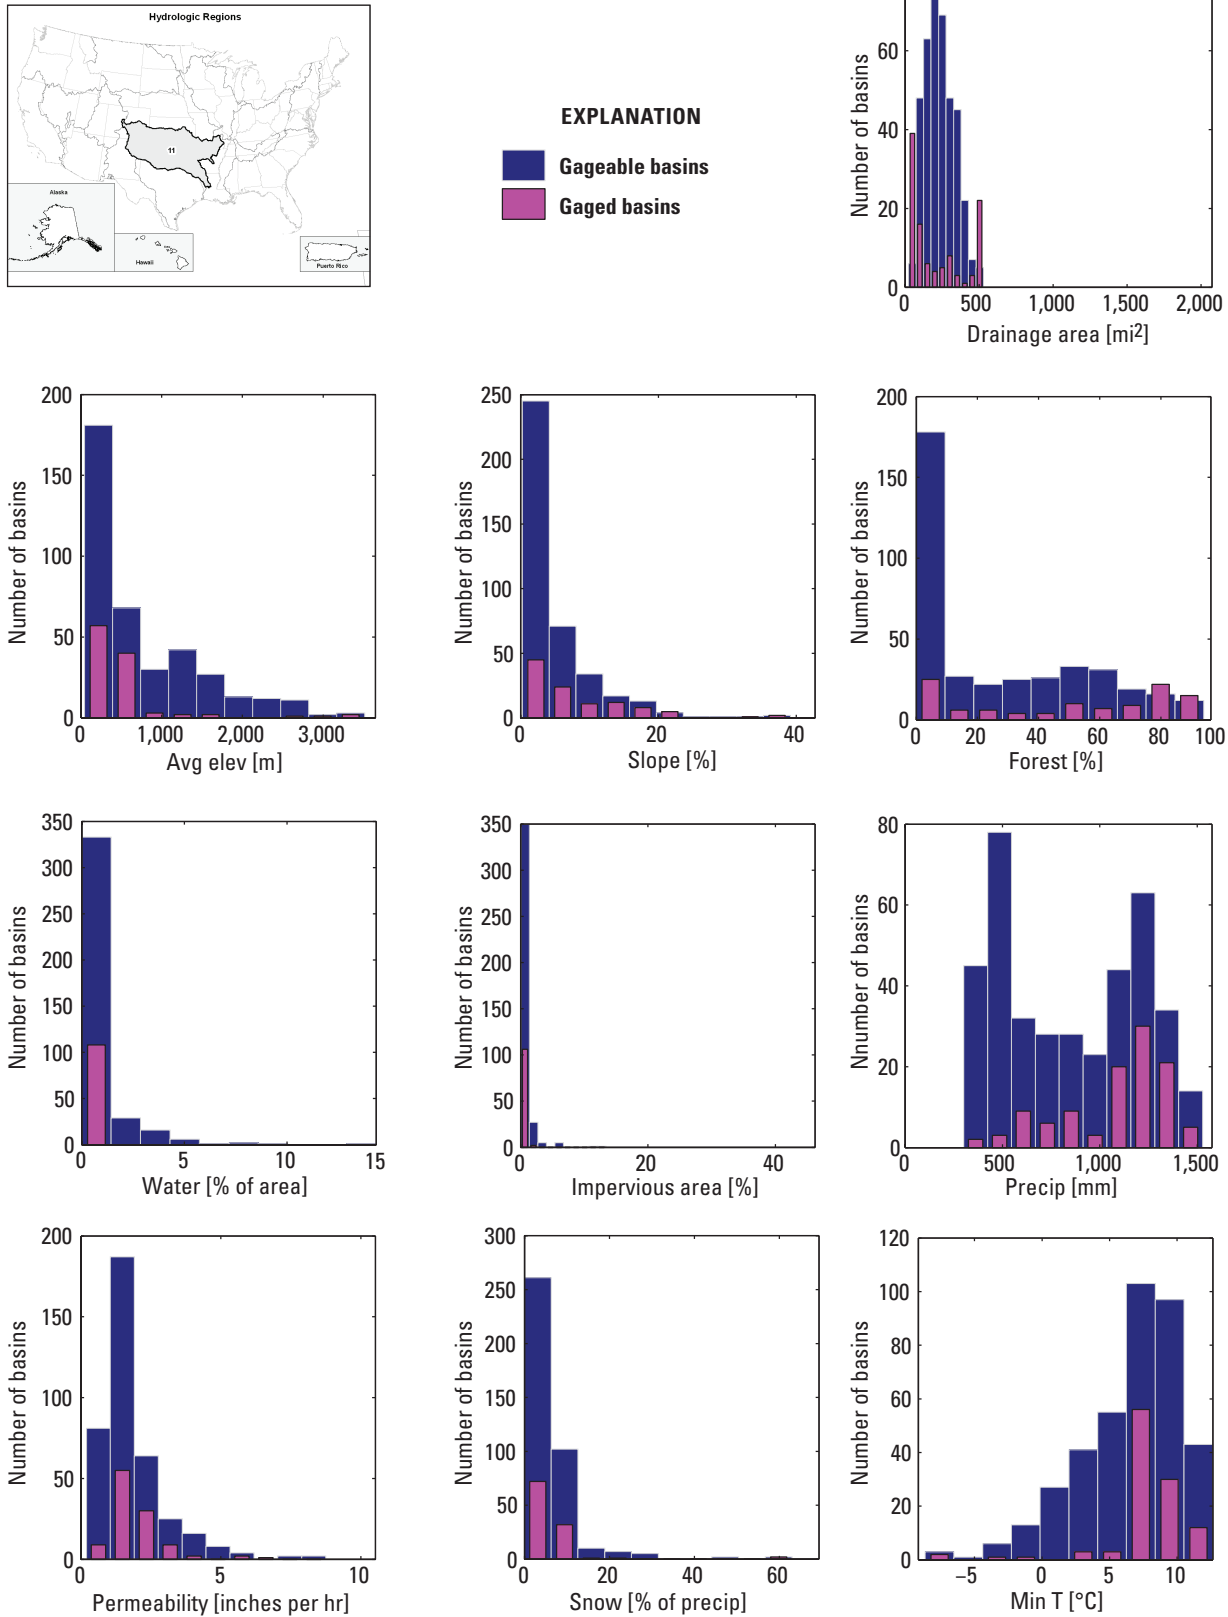 Hydrologic Regions
11
Alaska
Hawaii
Puerto Rico
EXPLANATION
Gageable basins
Gaged basins
Number of basins
60
40
20
0
0 500 1,000 1,500 2,000
Drainage area [mi2]
Number of basins
200
150
100
50
0
0 1,000 2,000 3,000
Avg elev [m]
Number of basins
250
200
150
100
50
0
0 20 40
Slope [%]
Number of basins
200
150
100
50
0
0 20 40 60 80 100
Forest [%]
Number of basins
350
300
250
200
150
100
50
0
0 5 10 15
Water [% of area]
Number of basins
350
300
250
200
150
100
50
0
0 20 40
Impervious area [%]
Nnumber of basins
80
60
40
20
0
0 500 1,000 1,500
Precip [mm]
Number of basins
200
150
100
50
0
0 5 10
Permeability [inches per hr]
Number of basins
300
250
200
150
100
50
0
0 20 40 60
Snow [% of precip]
Number of basins
120
100
80
60
40
20
0
–5 0 5 10
Min T [°C]